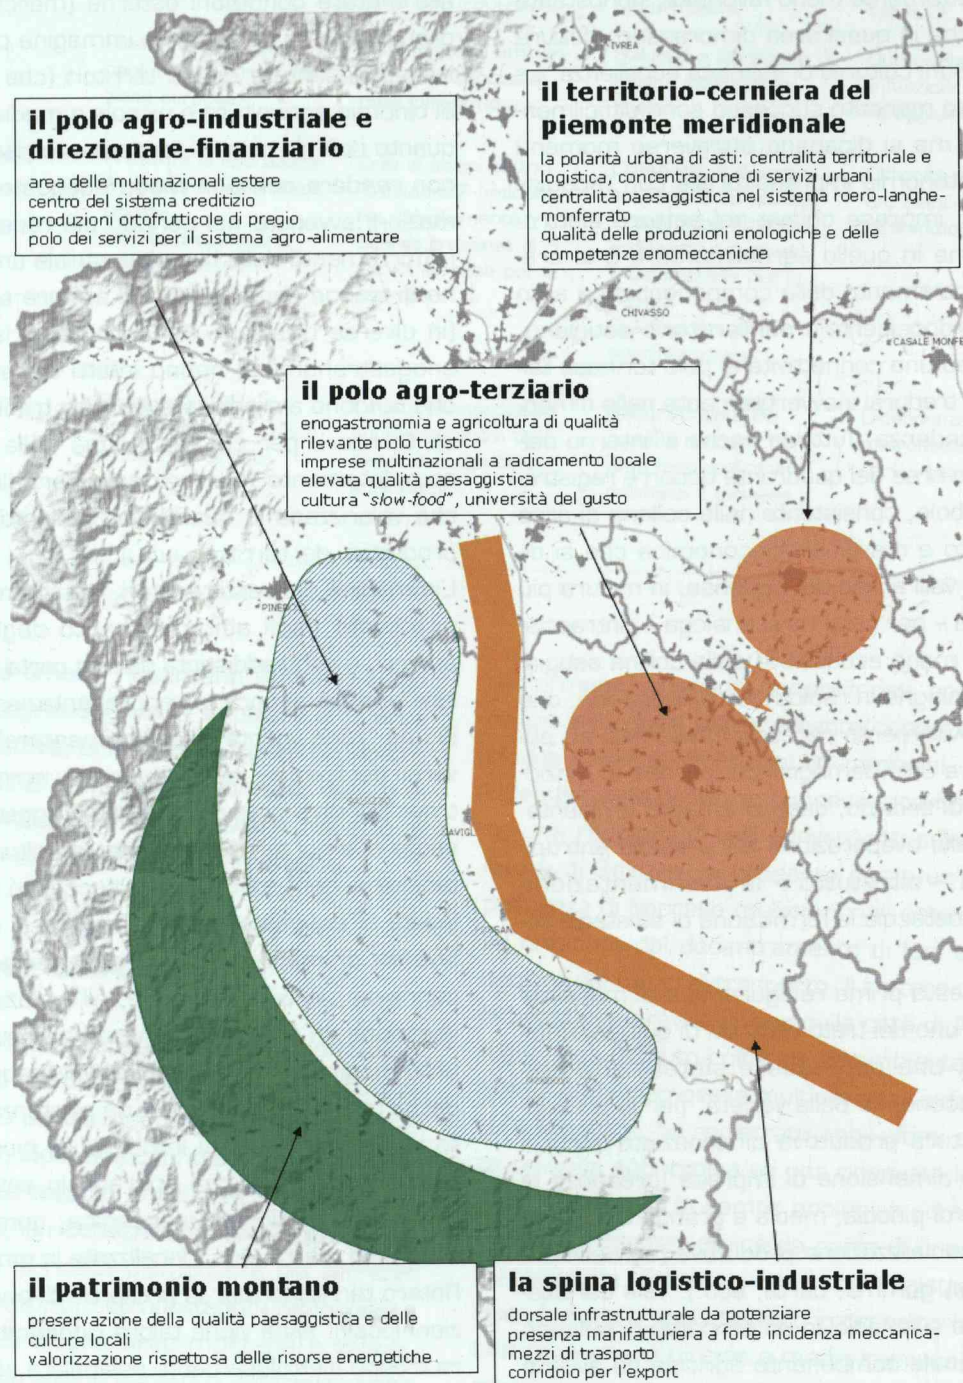 IVREA
il polo agro-industriale e
direzionale-finanziario
area delle multinazionali estere
centro del sistema creditizio
produzioni ortofrutticole di pregio
polo dei servizi per il sistema agro-alimentare
il territorio-cerniera del
piemonte meridionale
la polarità urbana di asti: centralità territoriale e
logistica, concentrazione di servizi urbani
centralità paesaggistica nel sistema roero-langhe-
monferrato
qualità delle produzioni enologiche e delle
competenze enomeccaniche
CHIVASSO
CASALE MONFE
il polo agro-terziario
enogastronomia e agricoltura di qualità
rilevante polo turistico
imprese multinazionali a radicamento locale
elevata qualità paesaggistica
cultura "slow-food", università del gusto
ASTI
PINER
BRA
ALBA
SALUZZO
AVIGL
SSAN
il patrimonio montano
preservazione della qualità paesaggistica e delle
culture locali
valorizzazione rispettosa delle risorse energetiche
la spina logistico-industriale
dorsale infrastrutturale da potenziare
presenza manifatturiera a forte incidenza meccanica-
mezzi di trasporto
corridoio per l'export